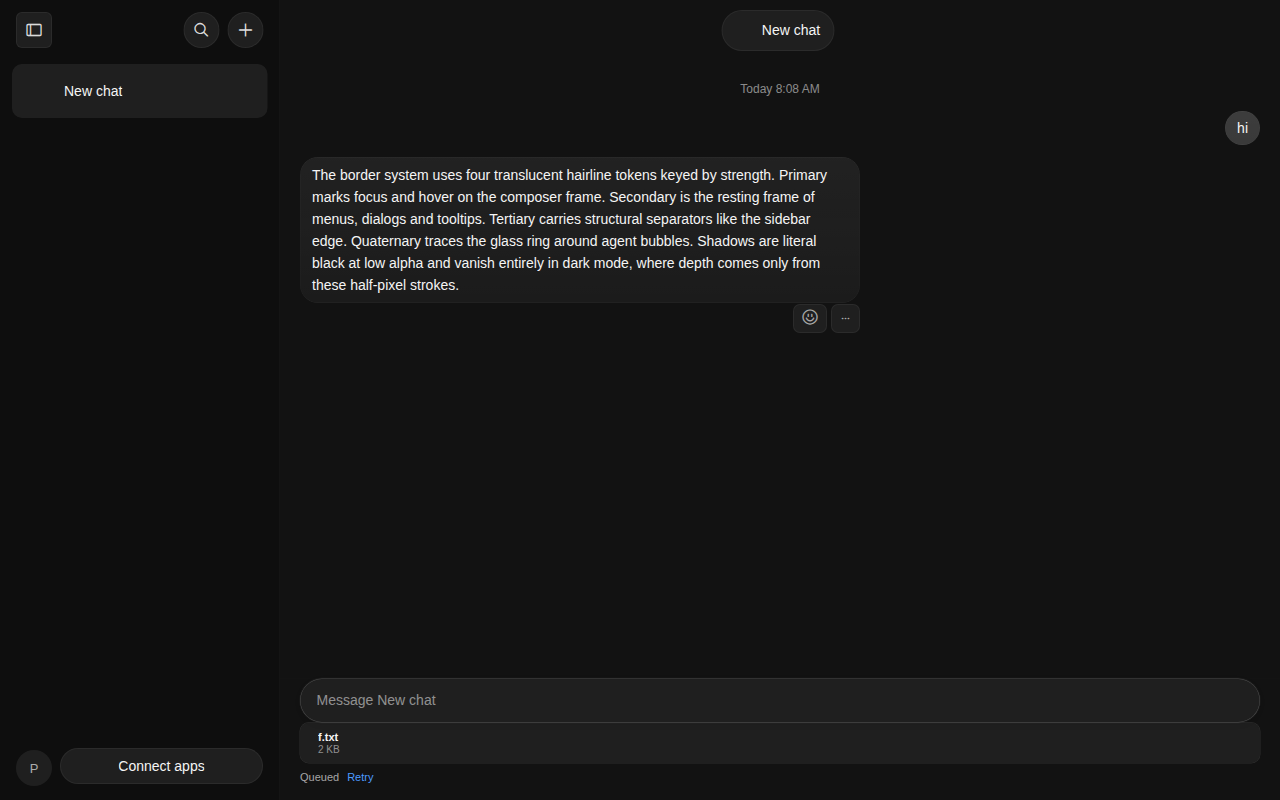 New chat
New chat
Today 8:08 AM
hi
The border system uses four translucent hairline tokens keyed by strength. Primary
marks focus and hover on the composer frame. Secondary is the resting frame of
menus, dialogs and tooltips. Tertiary carries structural separators like the sidebar
edge. Quaternary traces the glass ring around agent bubbles. Shadows are literal
black at low alpha and vanish entirely in dark mode, where depth comes only from
these half-pixel strokes.
Message New chat
f.txt
2 KB
Queued Retry
P
Connect apps